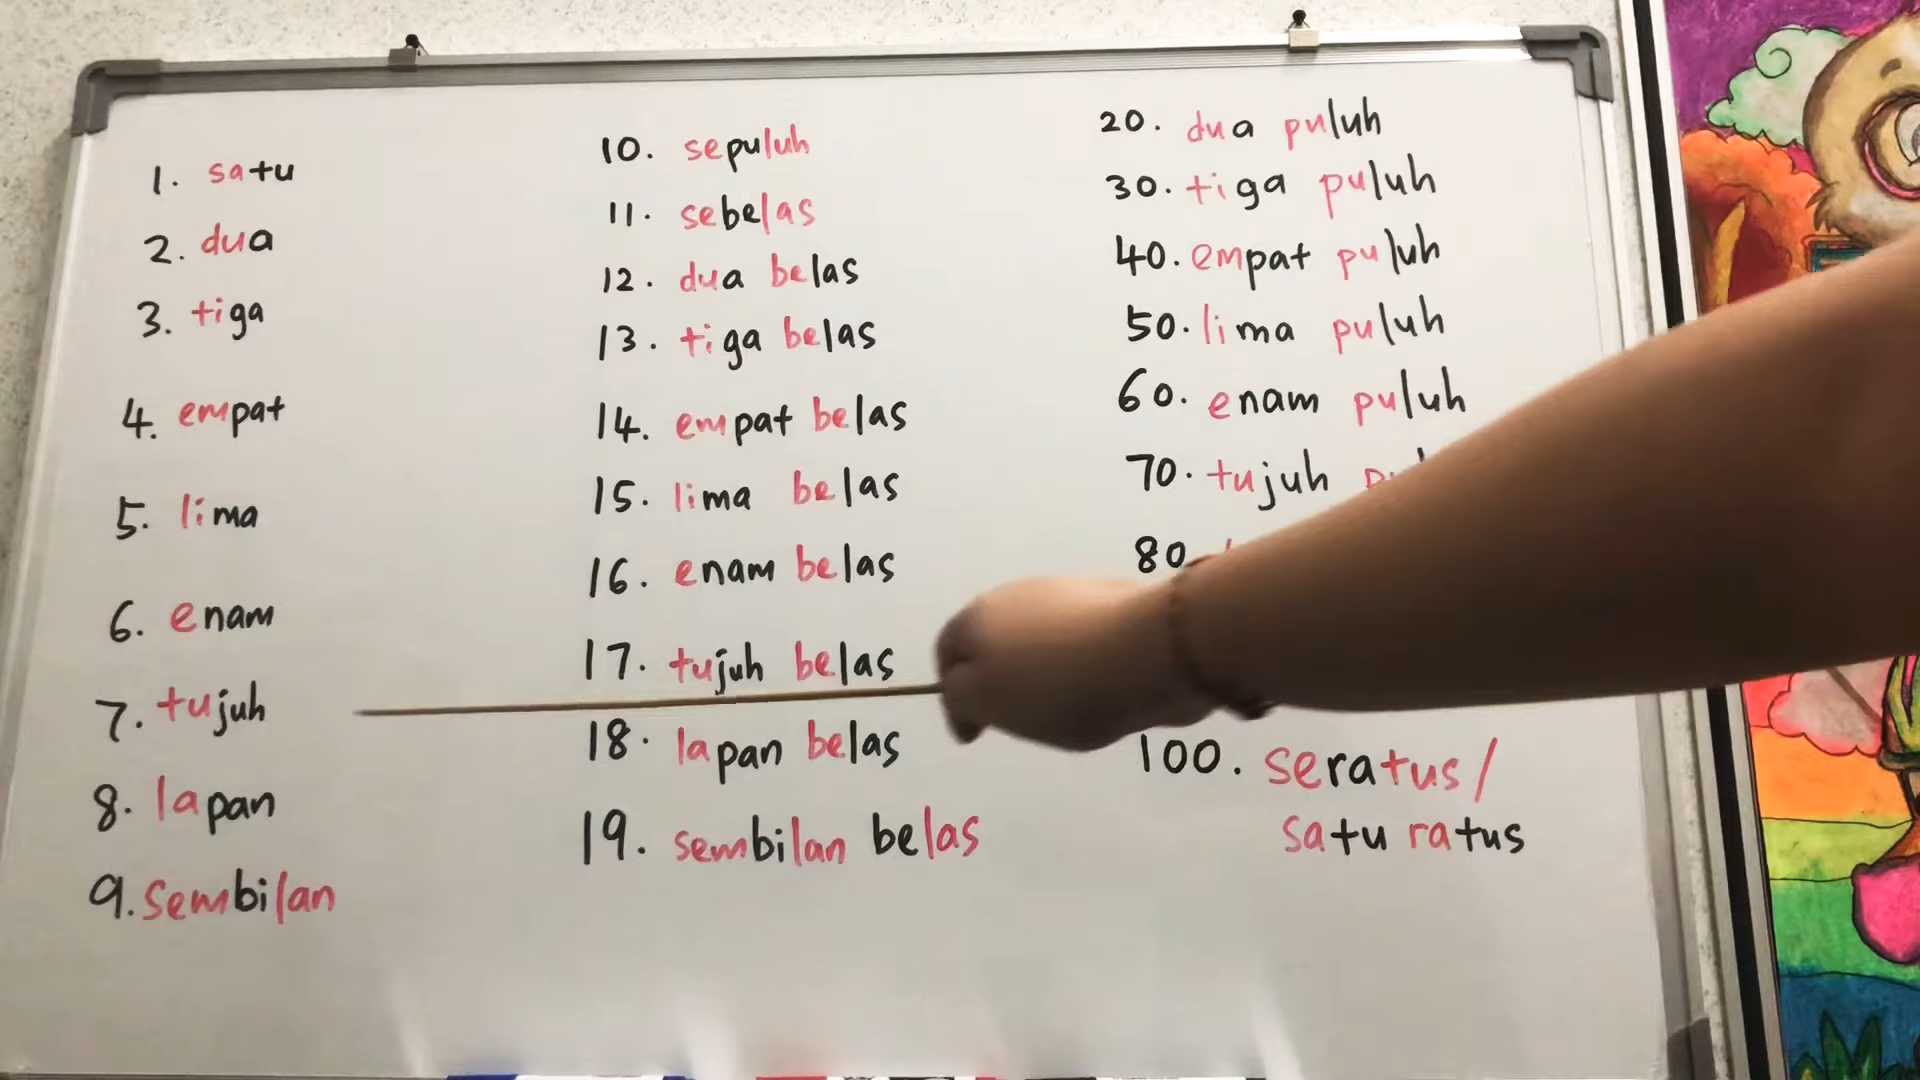 1. satu
2. dua
3. tiga
4. empat
5. lima
6. enam
7. tujuh
8. lapan
9. sembilan
10. sepuluh
11. sebelas
12. dua belas
13. tiga belas
14. empat belas
15. lima belas
16. enam belas
17. tujuh belas
18. lapan belas
19. sembilan belas
20. dua puluh
30. tiga puluh
40. empat puluh
50. lima puluh
60. enam puluh
70. tujuh
80.
100. seratus/
satu ratus